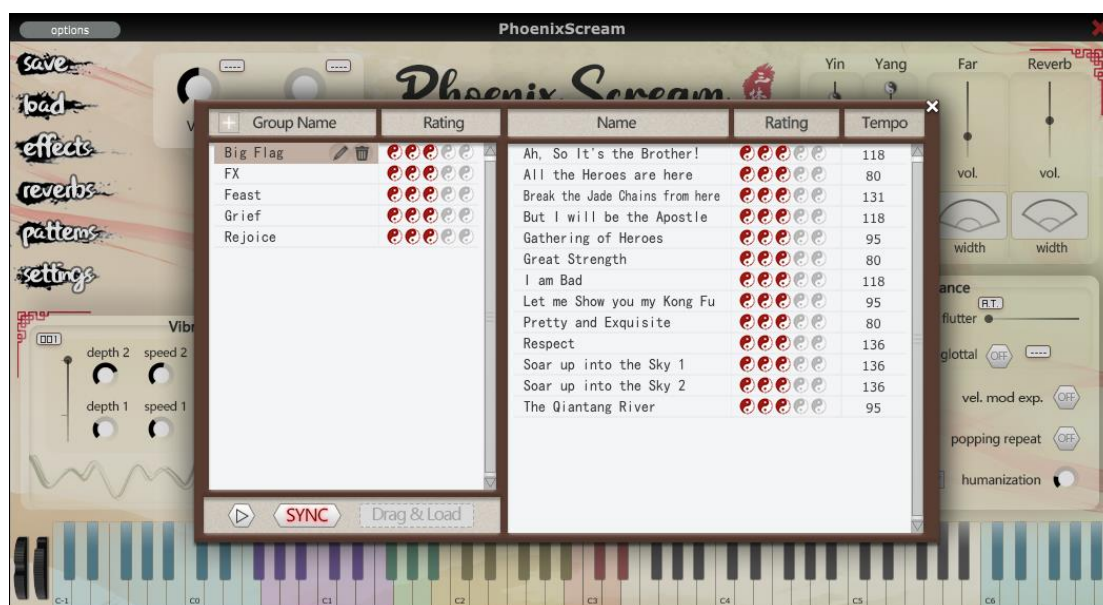 options
PhoenixScream
save
load
effects
reverbs
patterns
settings
Phoenix Scream
Yin Yang
Far Reverb
vol. vol.
width width
Group Name Rating
Big Flag
FX
Feast
Grief
Rejoice
SYNC Drag & Load
Name Rating Tempo
Ah, So It's the Brother! 118
All the Heroes are here 80
Break the Jade Chains from here 131
But I will be the Apostle 118
Gathering of Heroes 95
Great Strength 80
I am Bad 118
Let me Show you my Kong Fu 95
Pretty and Exquisite 80
Respect 136
Soar up into the Sky 1 136
Soar up into the Sky 2 136
The Qiantang River 95
001
depth 2 speed 2
depth 1 speed 1
A.T.
flutter
glottal OFF
vel. mod exp. OFF
popping repeat OFF
humanization
C-1 C0 C1 C2 C3 C4 C5 C6